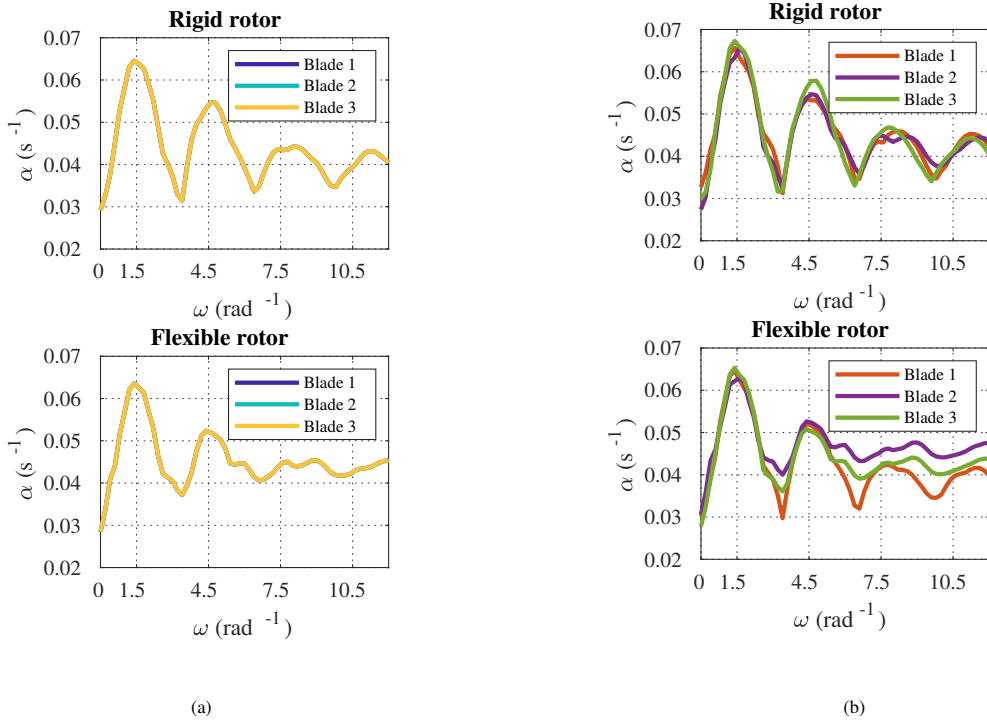 Rigid rotor
0.07
0.06
0.05
0.04
0.03
0.02
α (s⁻¹)
Blade 1
Blade 2
Blade 3
0 1.5 4.5 7.5 10.5
ω (rad ⁻¹)
Flexible rotor
0.07
0.06
0.05
0.04
0.03
0.02
α (s⁻¹)
Blade 1
Blade 2
Blade 3
0 1.5 4.5 7.5 10.5
ω (rad ⁻¹)
(a)
Rigid rotor
0.07
0.06
0.05
0.04
0.03
0.02
α (s⁻¹)
Blade 1
Blade 2
Blade 3
0 1.5 4.5 7.5 10.5
ω (rad ⁻¹)
Flexible rotor
0.07
0.06
0.05
0.04
0.03
0.02
α (s⁻¹)
Blade 1
Blade 2
Blade 3
0 1.5 4.5 7.5 10.5
ω (rad ⁻¹)
(b)